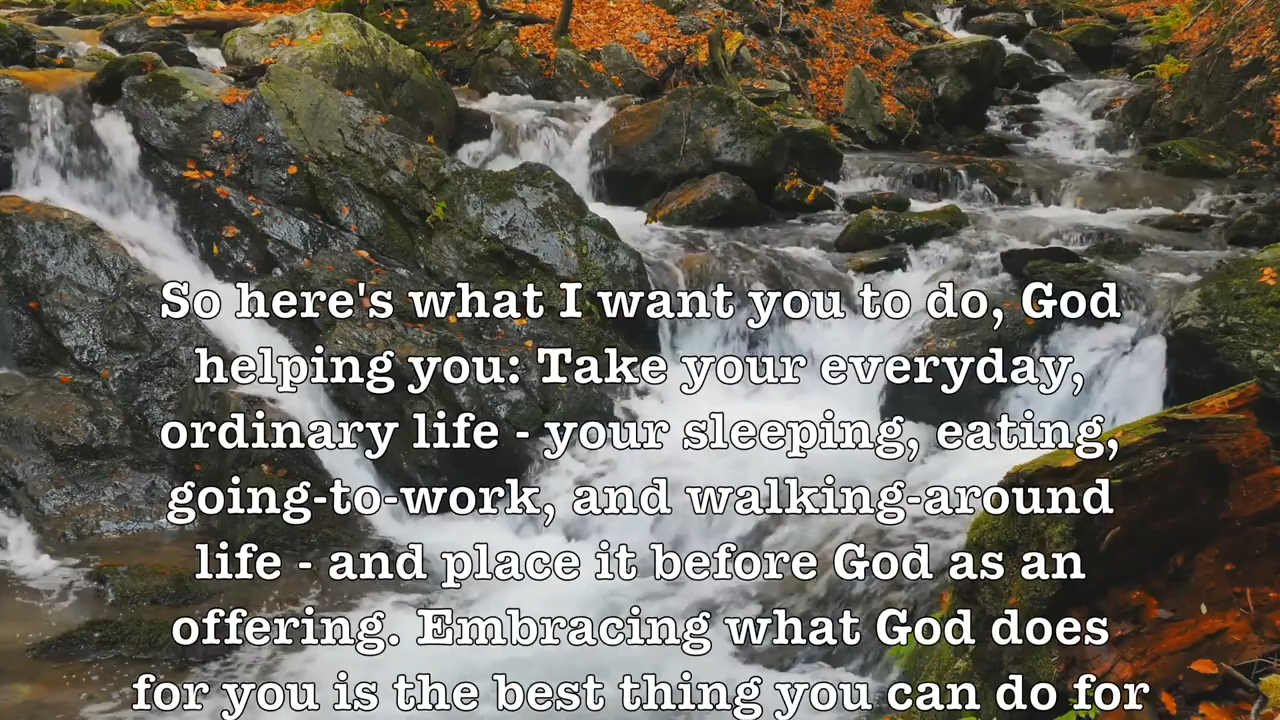 So here's what I want you to do, God
helping you: Take your everyday,
ordinary life - your sleeping, eating,
going-to-work, and walking-around
life - and place it before God as an
offering. Embracing what God does
for you is the best thing you can do for